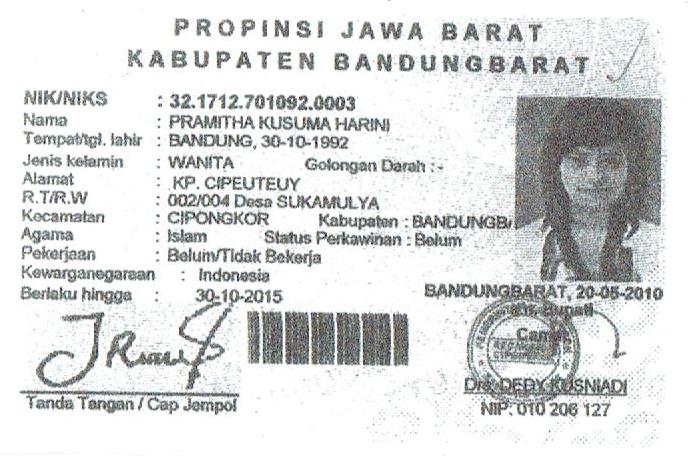 PROPINSI JAWA BARAT
KABUPATEN BANDUNGBARAT
NIK/NIKS : 32.1712.701092.0003
Nama : PRAMITHA KUSUMA HARINI
Tempat/tgl. lahir : BANDUNG, 30-10-1992
Jenis kelamin : WANITA Golongan Darah :-
Alamat : KP. CIPEUTEUY
R.T/R.W : 002/004 Desa SUKAMULYA
Kecamatan : CIPONGKOR Kabupaten : BANDUNGBA
Agama : Islam Status Perkawinan : Belum
Pekerjaan : Belum/Tidak Bekerja
Kewarganegaraan : Indonesia
Berlaku hingga : 30-10-2015
BANDUNGBARAT, 20-05-2010
Bupati
Camat
Drs. DEDY KUSNIADI
NIP. 010 206 127
Tanda Tangan / Cap Jempol